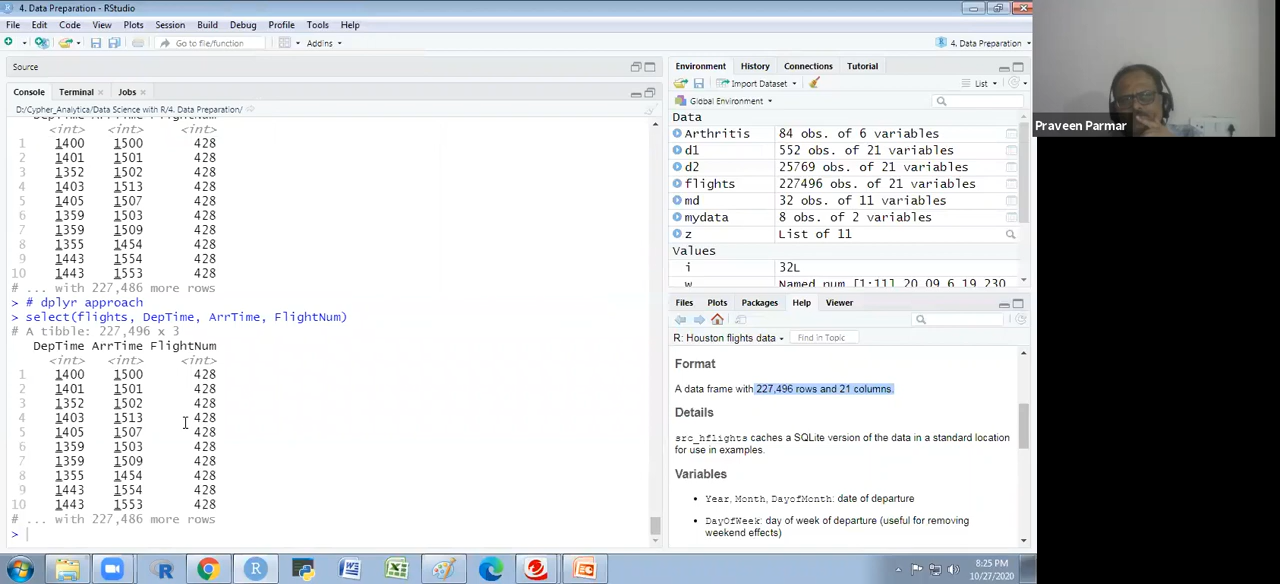 4. Data Preparation - RStudio
File Edit Code View Plots Session Build Debug Profile Tools Help
Go to file/function Addins 4. Data Preparation
Source
Console Terminal Jobs
D:/Cypher_Analytica/Data Science with R/4. Data Preparation/
DepTime ArrTime FlightNum
<int> <int> <int>
1 1400 1500 428
2 1401 1501 428
3 1352 1502 428
4 1403 1513 428
5 1405 1507 428
6 1359 1503 428
7 1359 1509 428
8 1355 1454 428
9 1443 1554 428
10 1443 1553 428
# ... with 227,486 more rows
> # dplyr approach
> select(flights, DepTime, ArrTime, FlightNum)
# A tibble: 227,496 x 3
DepTime ArrTime FlightNum
<int> <int> <int>
1 1400 1500 428
2 1401 1501 428
3 1352 1502 428
4 1403 1513 428
5 1405 1507 428
6 1359 1503 428
7 1359 1509 428
8 1355 1454 428
9 1443 1554 428
10 1443 1553 428
# ... with 227,486 more rows
>
Environment History Connections Tutorial
Import Dataset List
Global Environment
Data
Arthritis 84 obs. of 6 variables
d1 552 obs. of 21 variables
d2 25769 obs. of 21 variables
flights 227496 obs. of 21 variables
md 32 obs. of 11 variables
mydata 8 obs. of 2 variables
z List of 11
Values
i 32L
w Named num [1:11] 20.09 6.19 230
Files Plots Packages Help Viewer
R: Houston flights data Find in Topic
Format
A data frame with 227,496 rows and 21 columns.
Details
src_hflights caches a SQLite version of the data in a standard location
for use in examples.
Variables
• Year, Month, DayofMonth: date of departure
• DayOfWeek: day of week of departure (useful for removing
weekend effects)
Praveen Parmar
8:25 PM
10/27/2020